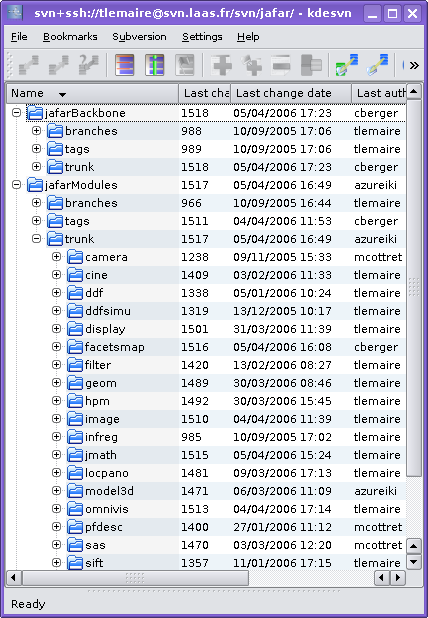 svn+ssh://tlemaire@svn.laas.fr/svn/jafar/ - kdesvn
File Bookmarks Subversion Settings Help
Name Last cha Last change date Last auth
jafarBackbone 1518 05/04/2006 17:23 cberger
branches 988 10/09/2005 17:06 tlemaire
tags 989 10/09/2005 17:06 tlemaire
trunk 1518 05/04/2006 17:23 cberger
jafarModules 1517 05/04/2006 16:49 azureiki
branches 966 10/09/2005 16:44 tlemaire
tags 1511 04/04/2006 11:53 cberger
trunk 1517 05/04/2006 16:49 azureiki
camera 1238 09/11/2005 15:33 mcottret
cine 1409 03/02/2006 11:33 tlemaire
ddf 1338 05/01/2006 10:24 tlemaire
ddfsimu 1319 13/12/2005 10:17 tlemaire
display 1501 31/03/2006 11:39 tlemaire
facetsmap 1516 05/04/2006 16:08 cberger
filter 1420 13/02/2006 08:27 tlemaire
geom 1489 30/03/2006 08:46 tlemaire
hpm 1492 30/03/2006 15:45 tlemaire
image 1510 04/04/2006 11:39 tlemaire
infreg 985 10/09/2005 17:02 tlemaire
jmath 1515 05/04/2006 15:24 tlemaire
locpano 1481 09/03/2006 17:13 tlemaire
model3d 1471 06/03/2006 11:09 azureiki
omnivis 1513 04/04/2006 17:14 tlemaire
pfdesc 1400 27/01/2006 11:12 mcottret
sas 1470 03/03/2006 12:20 mcottret
sift 1357 11/01/2006 17:15 tlemaire
Ready